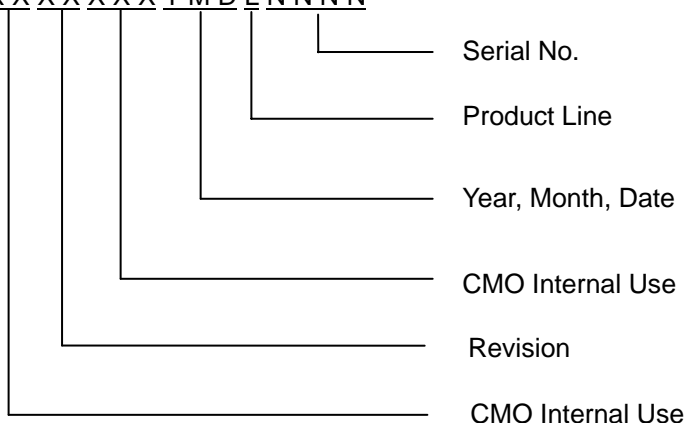 X X X X X X X Y M D L N N N N
Serial No.
Product Line
Year, Month, Date
CMO Internal Use
Revision
CMO Internal Use